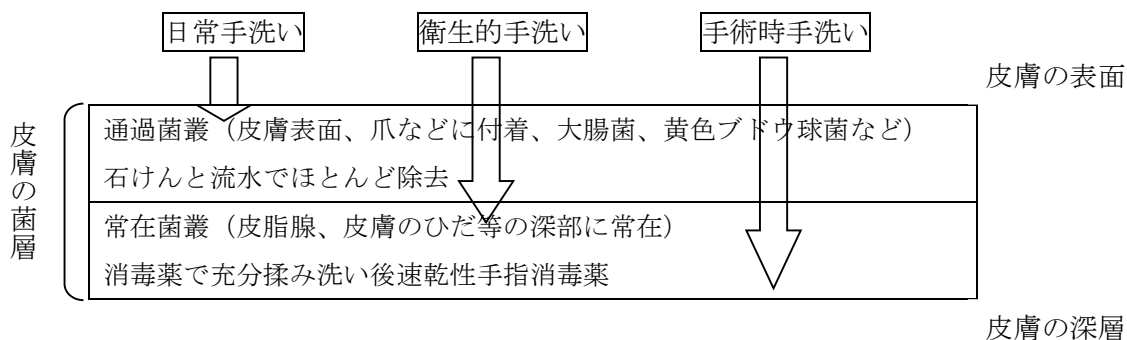 日常手洗い
衛生的手洗い
手術時手洗い
皮膚の表面
皮膚の菌層
通過菌叢（皮膚表面、爪などに付着、大腸菌、黄色ブドウ球菌など）
石けんと流水でほとんど除去
常在菌叢（皮脂腺、皮膚のひだ等の深部に常在）
消毒薬で充分揉み洗い後速乾性手指消毒薬
皮膚の深層